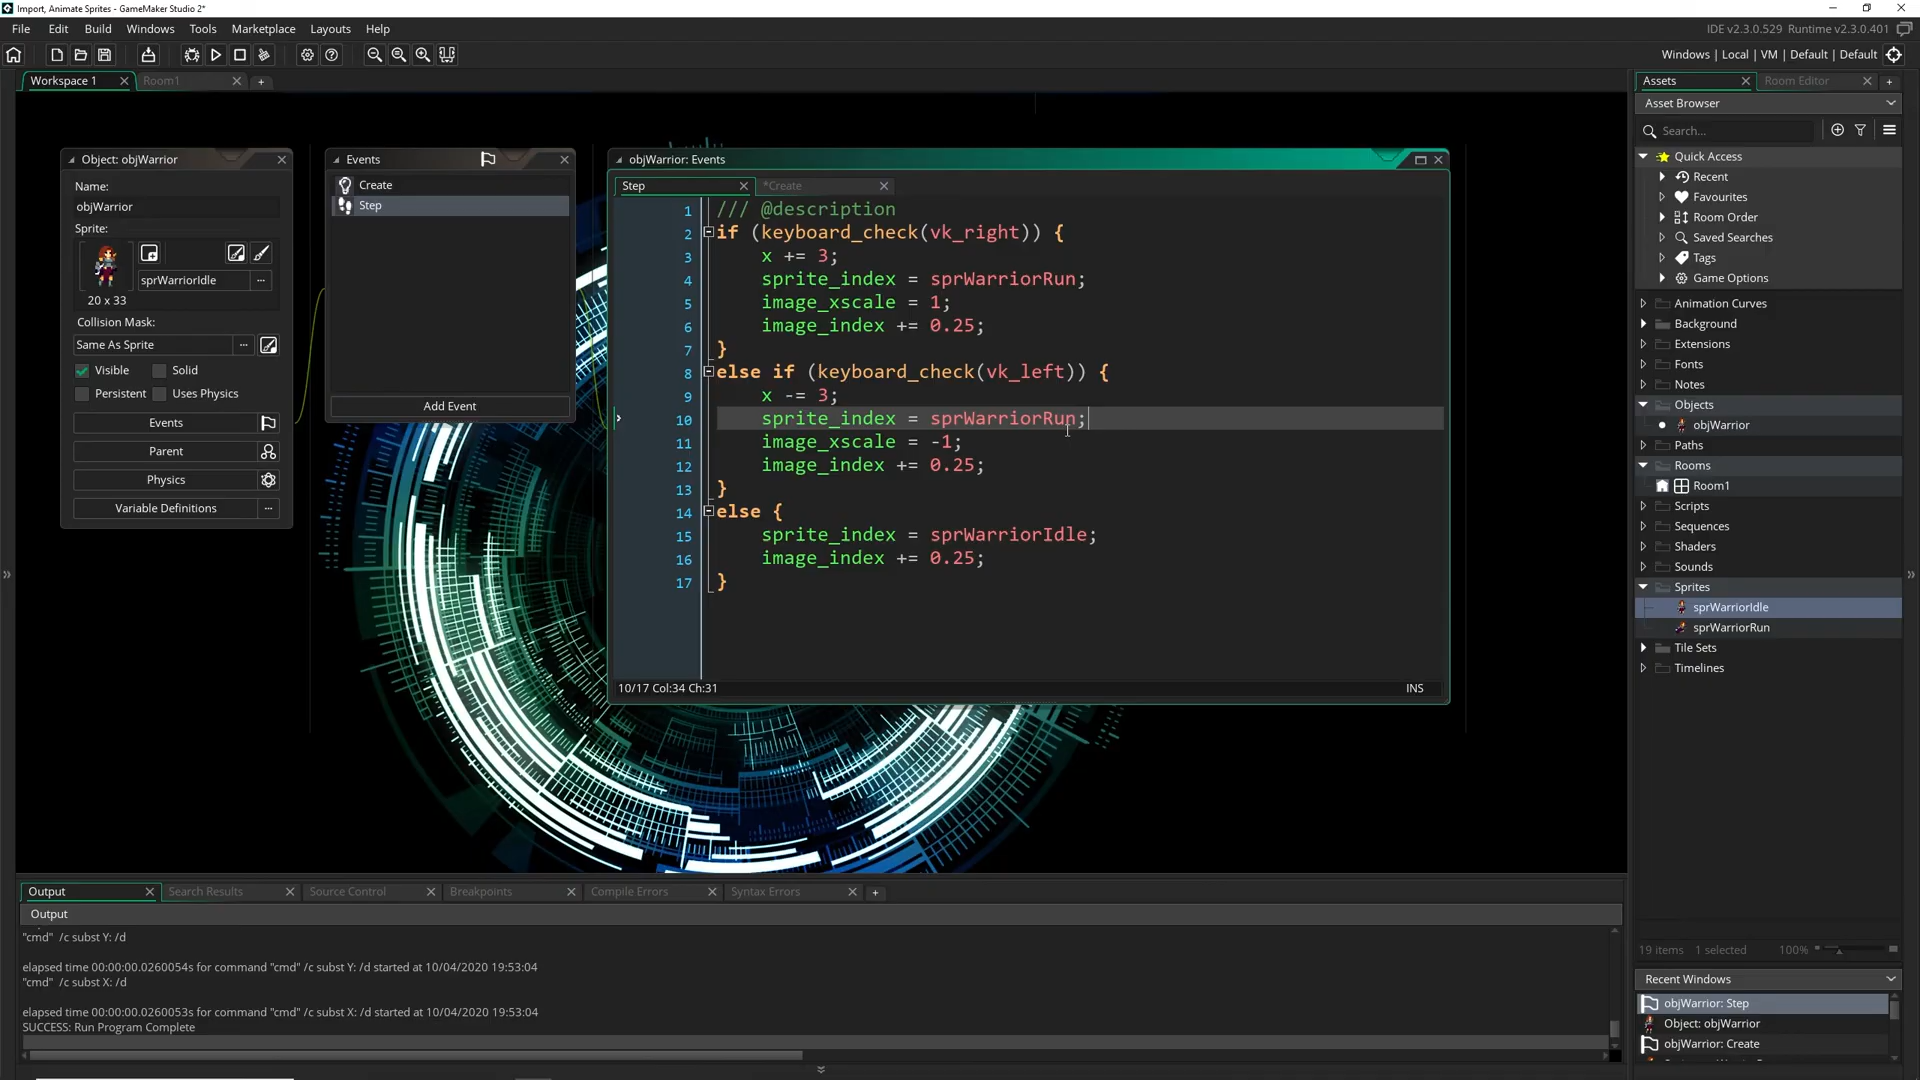 Import, Animate Sprites - GameMaker Studio 2*
File Edit Build Windows Tools Marketplace Layouts Help
IDE v2.3.0.529 Runtime v2.3.0.401
Windows | Local | VM | Default | Default
Workspace 1
Room1
Object: objWarrior
Name:
objWarrior
Sprite:
sprWarriorIdle
20 x 33
Collision Mask:
Same As Sprite
Visible Solid
Persistent Uses Physics
Events
Parent
Physics
Variable Definitions
Events
Create
Step
Add Event
objWarrior: Events
Step
*Create
1 /// @description
2 if (keyboard_check(vk_right)) {
3 x += 3;
4 sprite_index = sprWarriorRun;
5 image_xscale = 1;
6 image_index += 0.25;
7 }
8 else if (keyboard_check(vk_left)) {
9 x -= 3;
10 sprite_index = sprWarriorRun;
11 image_xscale = -1;
12 image_index += 0.25;
13 }
14 else {
15 sprite_index = sprWarriorIdle;
16 image_index += 0.25;
17 }
10/17 Col:34 Ch:31
INS
Assets
Room Editor
Asset Browser
Search...
Quick Access
Recent
Favourites
Room Order
Saved Searches
Tags
Game Options
Animation Curves
Background
Extensions
Fonts
Notes
Objects
objWarrior
Paths
Rooms
Room1
Scripts
Sequences
Shaders
Sounds
Sprites
sprWarriorIdle
sprWarriorRun
Tile Sets
Timelines
19 items 1 selected 100%
Recent Windows
objWarrior: Step
Object: objWarrior
objWarrior: Create
Output
Search Results
Source Control
Breakpoints
Compile Errors
Syntax Errors
Output
"cmd" /c subst Y: /d
elapsed time 00:00:00.0260054s for command "cmd" /c subst Y: /d started at 10/04/2020 19:53:04
"cmd" /c subst X: /d
elapsed time 00:00:00.0260053s for command "cmd" /c subst X: /d started at 10/04/2020 19:53:04
SUCCESS: Run Program Complete